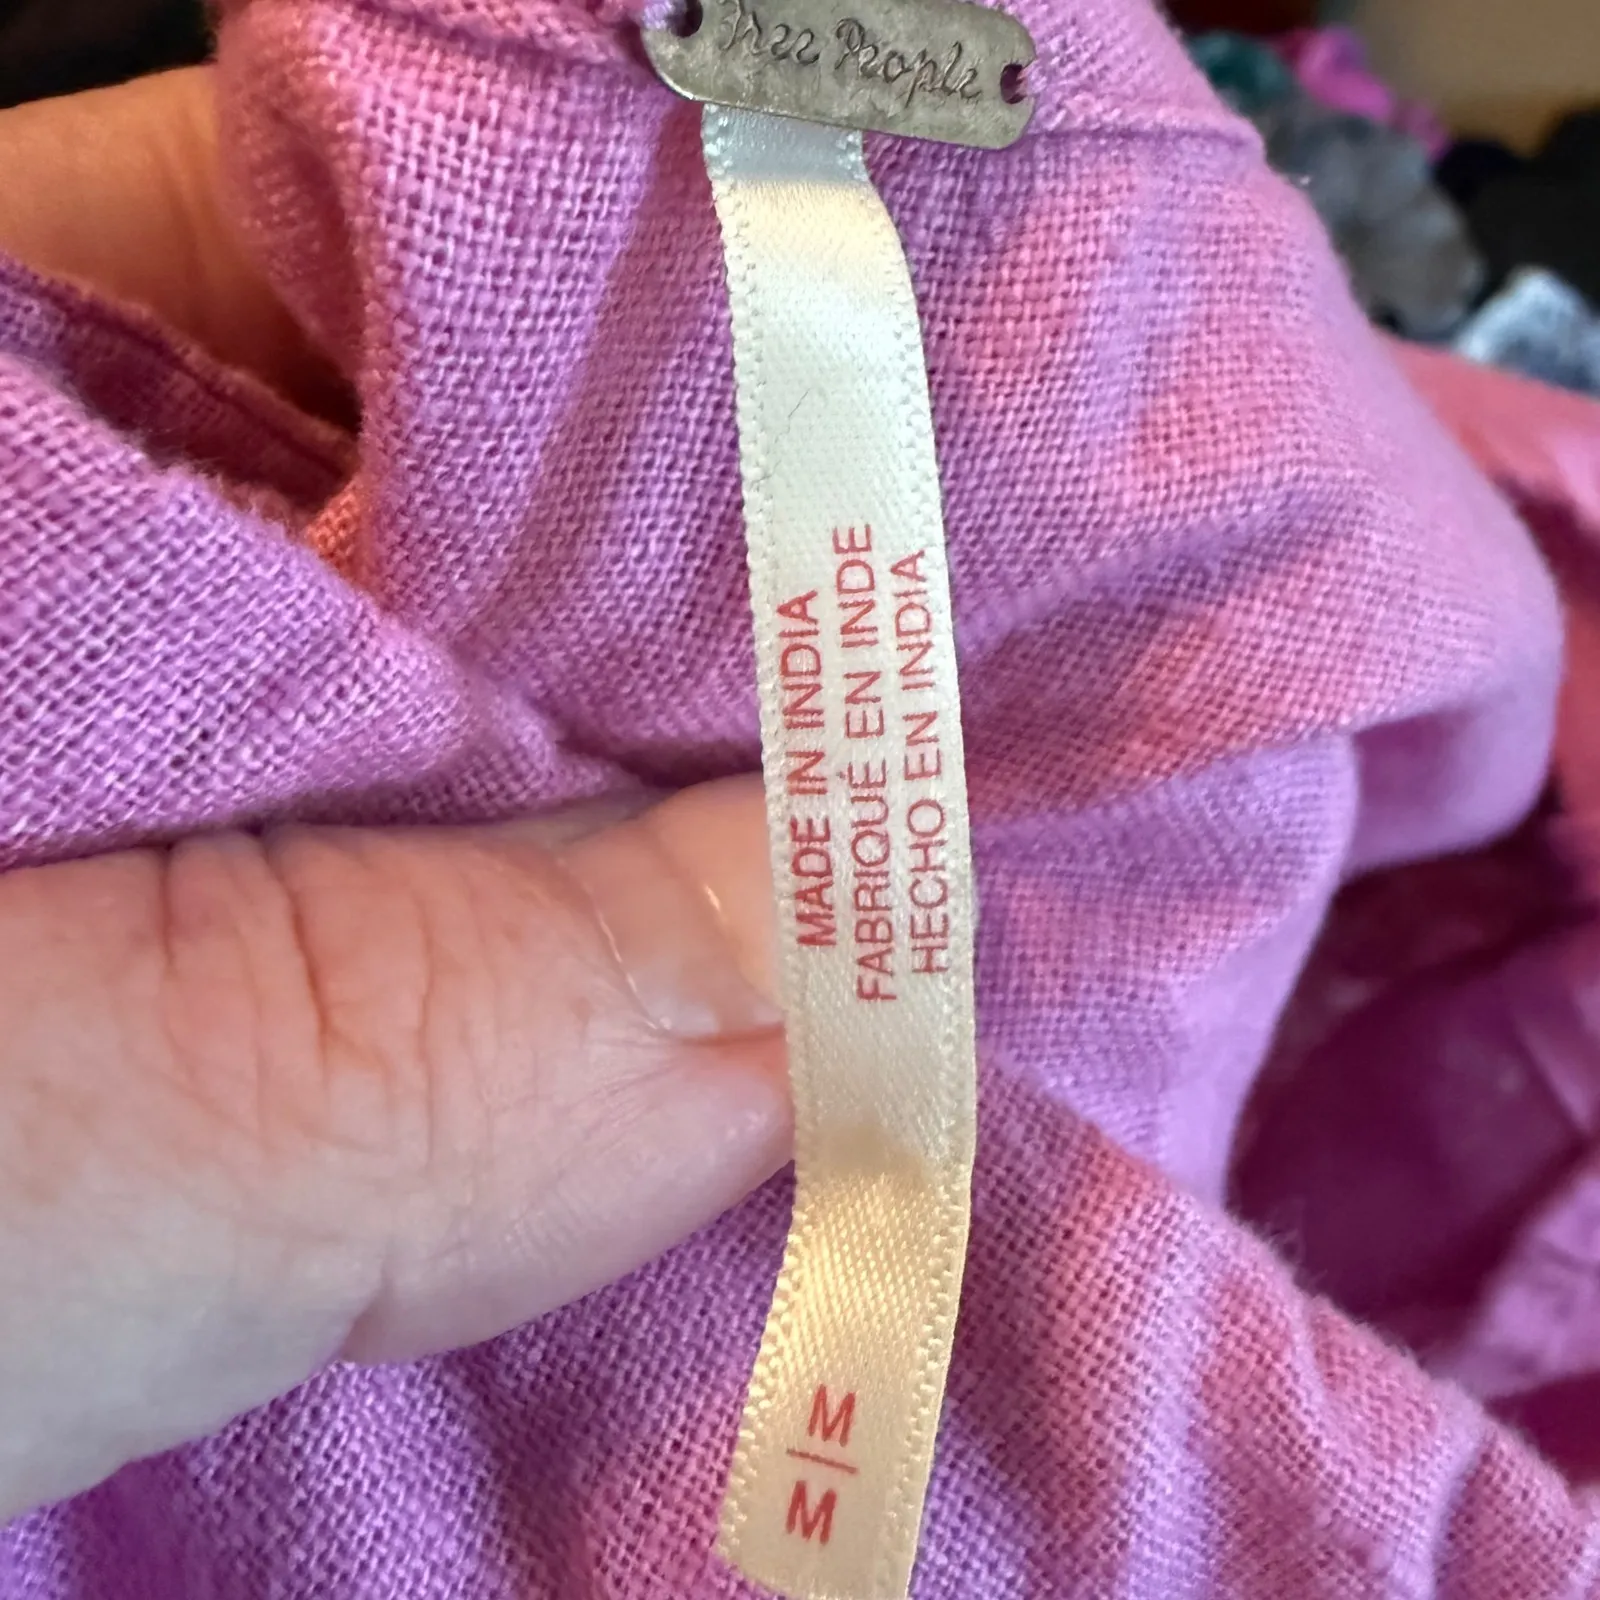 Free People
MADE IN INDIA
FABRIQUÉ EN INDE
HECHO EN INDIA
M/M